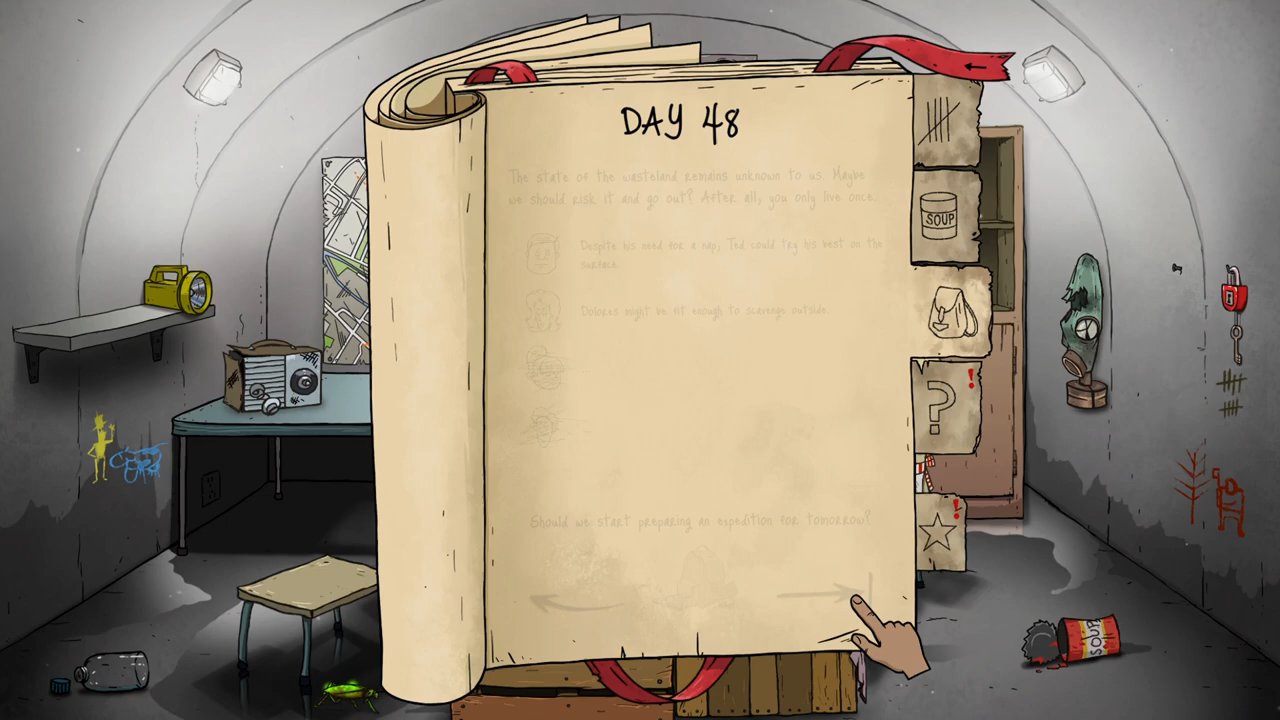 DAY 48
The state of the wasteland remains unknown to us. Maybe
we should risk it and go out? After all, you only live once.
Despite his need for a nap, Ted could try his best on the
surface.
Dolores might be fit enough to scavenge outside.
Should we start preparing an expedition for tomorrow?
SOUP
?
!
!
SOUP